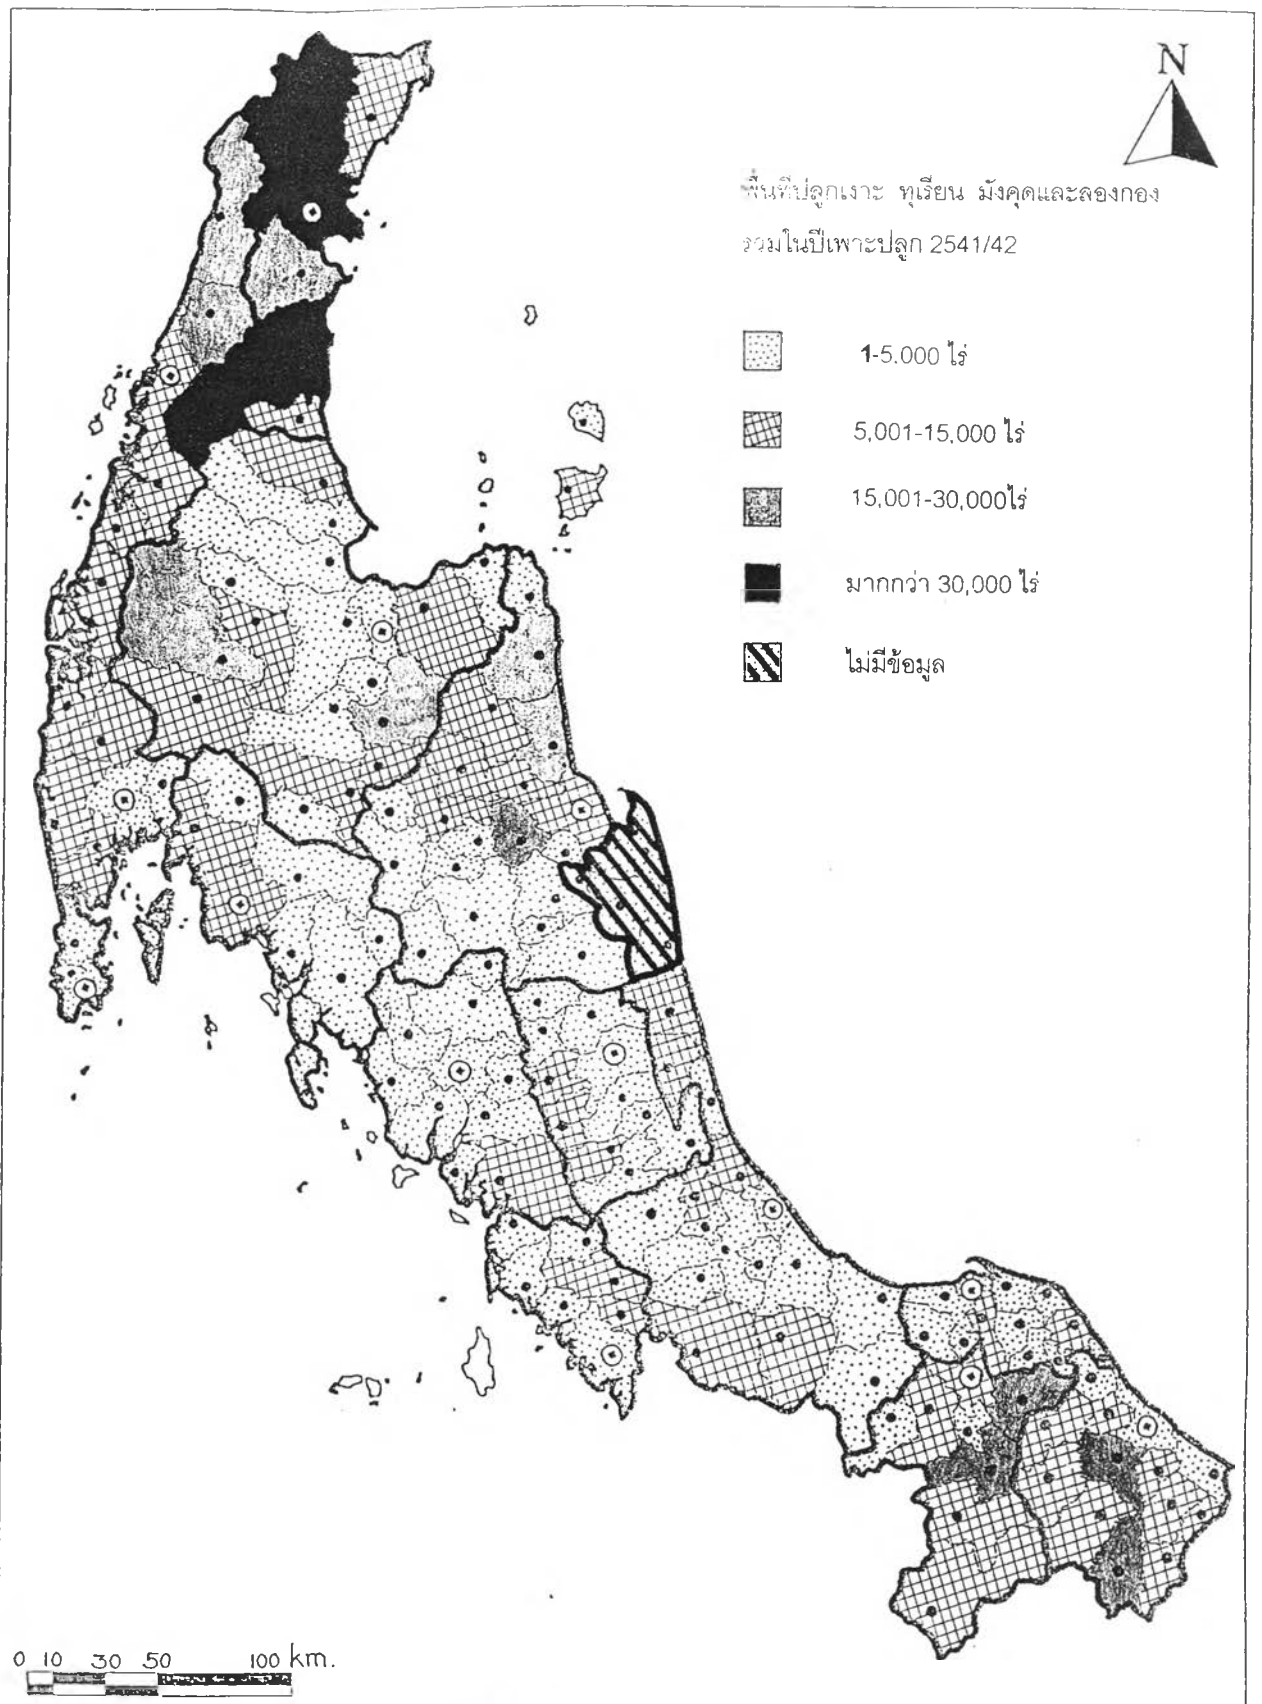 N
พื้นที่ปลูกเงาะ ทุเรียน มังคุดและลองกอง
รวมในปีเพาะปลูก 2541/42
1-5.000 ไร่
5,001-15,000 ไร่
15,001-30,000ไร่
มากกว่า 30,000 ไร่
ไม่มีข้อมูล
0 10 30 50 100 km.